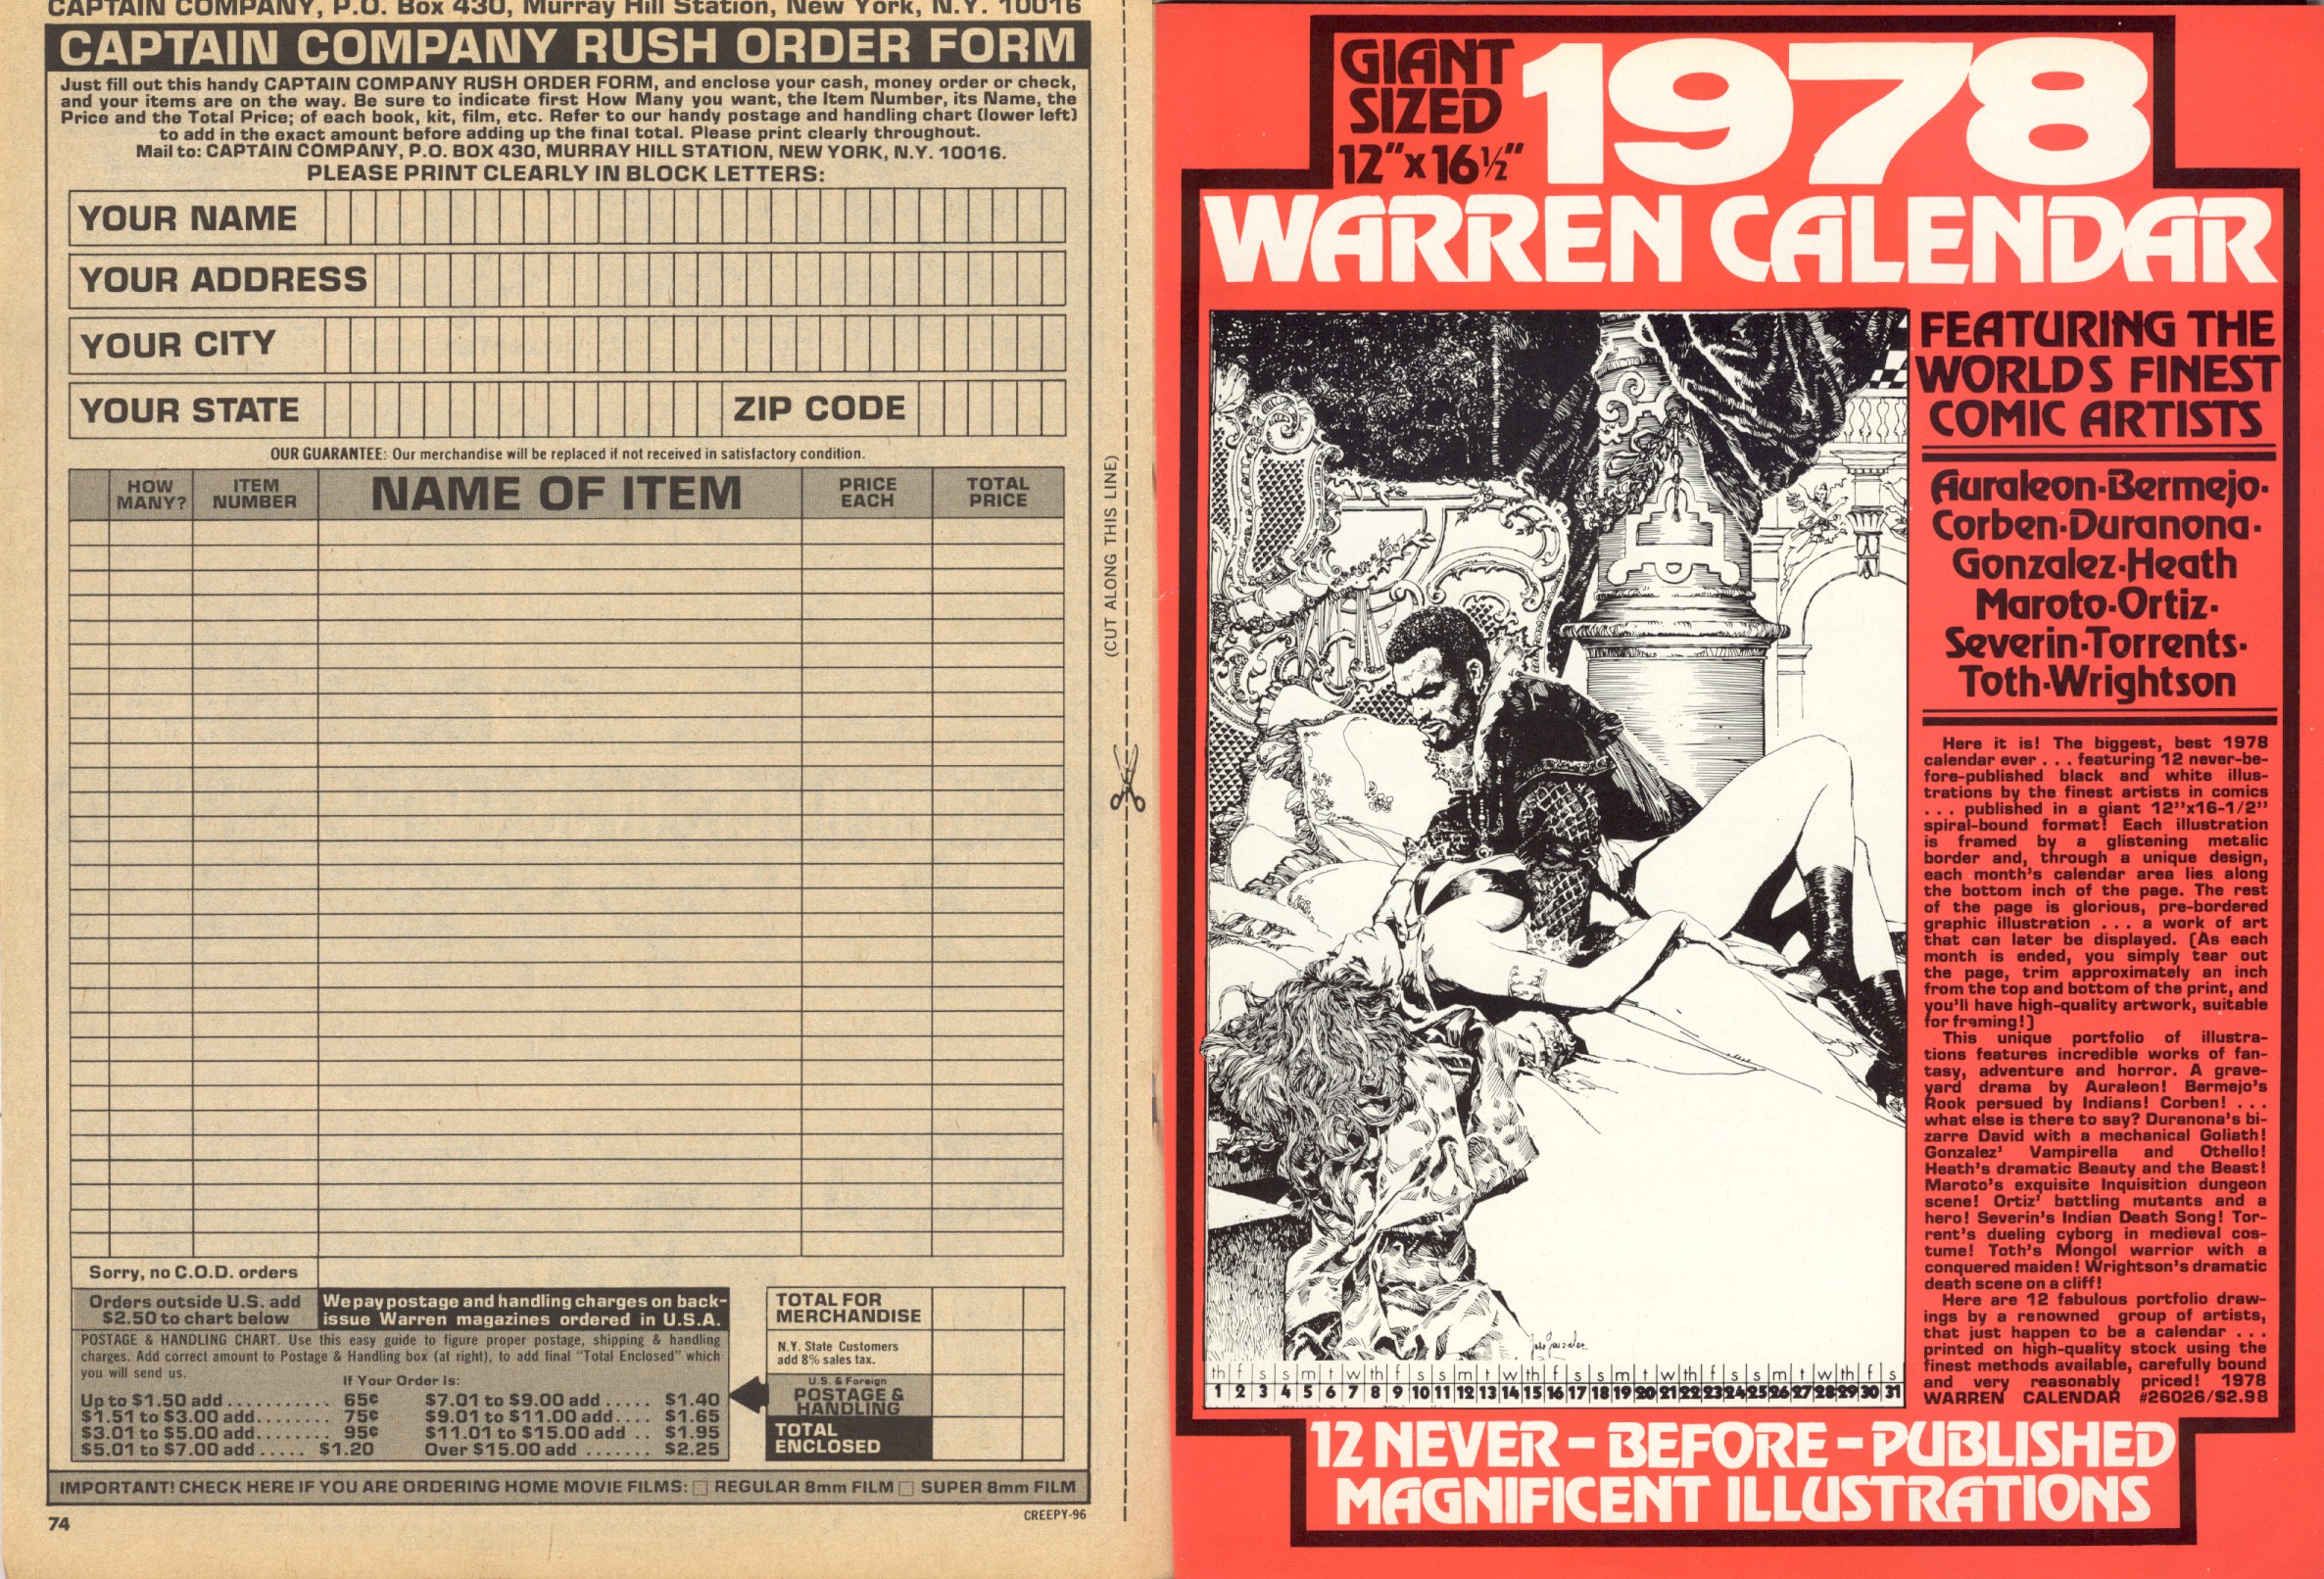 CAPTAIN COMPANY, P.O. Box 430, Murray Hill Station, New York, N.Y. 10016
CAPTAIN COMPANY RUSH ORDER FORM
Just fill out this handy CAPTAIN COMPANY RUSH ORDER FORM, and enclose your cash, money order or check,
and your items are on the way. Be sure to indicate first How Many you want, the Item Number, its Name, the
Price and the Total Price; of each book, kit, film, etc. Refer to our handy postage and handling chart (lower left)
to add in the exact amount before adding up the final total. Please print clearly throughout.
Mail to: CAPTAIN COMPANY, P.O. BOX 430, MURRAY HILL STATION, NEW YORK, N.Y. 10016.
PLEASE PRINT CLEARLY IN BLOCK LETTERS:
YOUR NAME
YOUR ADDRESS
YOUR CITY
YOUR STATE ZIP CODE
OUR GUARANTEE: Our merchandise will be replaced if not received in satisfactory condition.
HOW MANY? ITEM NUMBER NAME OF ITEM PRICE EACH TOTAL PRICE
(CUT ALONG THIS LINE)
Sorry, no C.O.D. orders
Orders outside U.S. add
$2.50 to chart below
We pay postage and handling charges on back-
issue Warren magazines ordered in U.S.A.
POSTAGE & HANDLING CHART. Use this easy guide to figure proper postage, shipping & handling
charges. Add correct amount to Postage & Handling box (at right), to add final "Total Enclosed" which
you will send us.
If Your Order Is:
Up to $1.50 add ........... 65¢ $7.01 to $9.00 add ..... $1.40
$1.51 to $3.00 add........ 75¢ $9.01 to $11.00 add.... $1.65
$3.01 to $5.00 add........ 95¢ $11.01 to $15.00 add .. $1.95
$5.01 to $7.00 add ..... $1.20 Over $15.00 add ....... $2.25
TOTAL FOR
MERCHANDISE
N.Y. State Customers
add 8% sales tax.
U.S. & Foreign
POSTAGE &
HANDLING
TOTAL
ENCLOSED
IMPORTANT! CHECK HERE IF YOU ARE ORDERING HOME MOVIE FILMS: □ REGULAR 8mm FILM □ SUPER 8mm FILM
74
CREEPY-96
GIANT
SIZED
12"x16½"
1978
WARREN CALENDAR
FEATURING THE
WORLDS FINEST
COMIC ARTISTS
Auraleon·Bermejo·
Corben·Duranona·
Gonzalez·Heath
Maroto·Ortiz·
Severin·Torrents·
Toth·Wrightson
Here it is! The biggest, best 1978
calendar ever . . . featuring 12 never-be-
fore-published black and white illus-
trations by the finest artists in comics
. . . published in a giant 12"x16-1/2"
spiral-bound format! Each illustration
is framed by a glistening metalic
border and, through a unique design,
each month's calendar area lies along
the bottom inch of the page. The rest
of the page is glorious, pre-bordered
graphic illustration . . . a work of art
that can later be displayed. (As each
month is ended, you simply tear out
the page, trim approximately an inch
from the top and bottom of the print, and
you'll have high-quality artwork, suitable
for framing!)
This unique portfolio of illustra-
tions features incredible works of fan-
tasy, adventure and horror. A grave-
yard drama by Auraleon! Bermejo's
Rook persued by Indians! Corben! . . .
what else is there to say? Duranona's bi-
zarre David with a mechanical Goliath!
Gonzalez' Vampirella and Othello!
Heath's dramatic Beauty and the Beast!
Maroto's exquisite Inquisition dungeon
scene! Ortiz' battling mutants and a
hero! Severin's Indian Death Song! Tor-
rent's dueling cyborg in medieval cos-
tume! Toth's Mongol warrior with a
conquered maiden! Wrightson's dramatic
death scene on a cliff!
Here are 12 fabulous portfolio draw-
ings by a renowned group of artists,
that just happen to be a calendar . . .
printed on high-quality stock using the
finest methods available, carefully bound
and very reasonably priced! 1978
WARREN CALENDAR #26026/$2.98
Jose Gonzalez
th f s s m t w th f s s m t w th f s s m t w th f s s m t w th f s
1 2 3 4 5 6 7 8 9 10 11 12 13 14 15 16 17 18 19 20 21 22 23 24 25 26 27 28 29 30 31
12 NEVER-BEFORE-PUBLISHED
MAGNIFICENT ILLUSTRATIONS